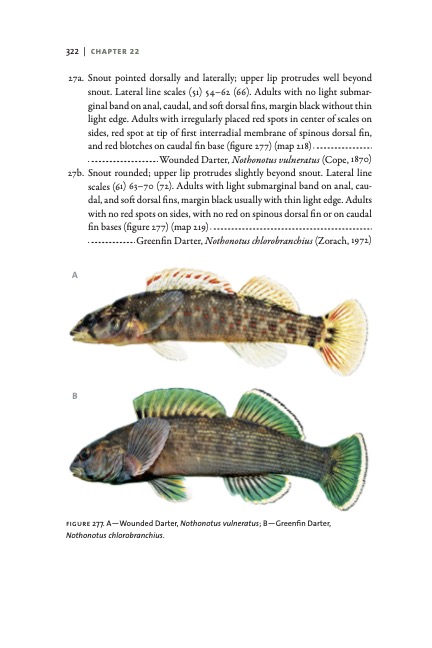 322 | CHAPTER 22
27a. Snout pointed dorsally and laterally; upper lip protrudes well beyond
snout. Lateral line scales (51) 54–62 (66). Adults with no light submar-
ginal band on anal, caudal, and soft dorsal fins, margin black without thin
light edge. Adults with irregularly placed red spots in center of scales on
sides, red spot at tip of first interradial membrane of spinous dorsal fin,
and red blotches on caudal fin base (figure 277) (map 218)
Wounded Darter, Nothonotus vulneratus (Cope, 1870)
27b. Snout rounded; upper lip protrudes slightly beyond snout. Lateral line
scales (61) 63–70 (72). Adults with light submarginal band on anal, cau-
dal, and soft dorsal fins, margin black usually with thin light edge. Adults
with no red spots on sides, with no red on spinous dorsal fin or on caudal
fin bases (figure 277) (map 219)
Greenfin Darter, Nothonotus chlorobranchius (Zorach, 1972)
A
B
FIGURE 277. A—Wounded Darter, Nothonotus vulneratus; B—Greenfin Darter,
Nothonotus chlorobranchius.